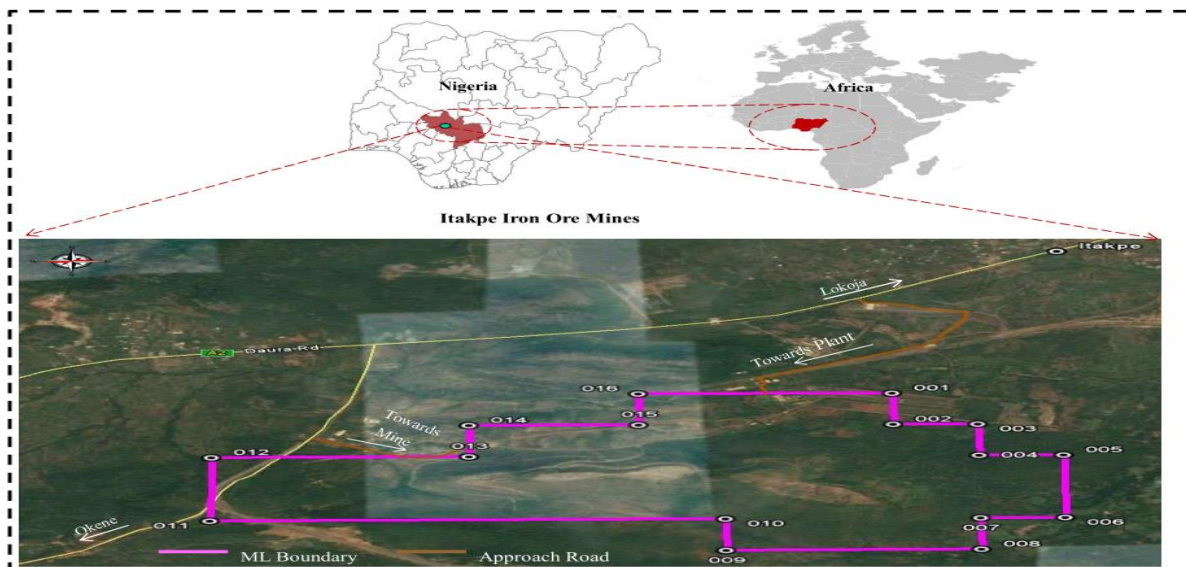 Nigeria
Africa
Itakpe Iron Ore Mines
Itakpe
Lokoja
A2 Daura-Rd
Towards Plant
016
001
014
015
002
003
Towards
Mine
012
013
004
005
011
010
007
006
Okene
009
008
ML Boundary
Approach Road